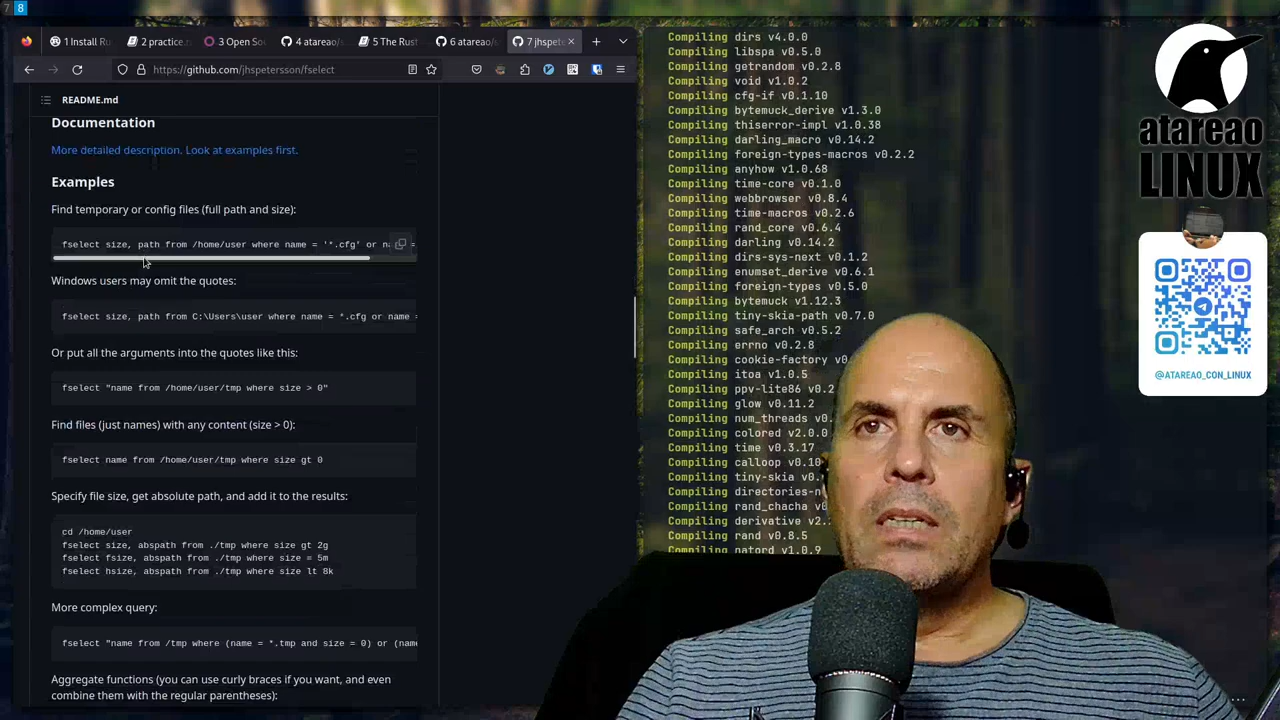 7 8
1 Install Ru
2 practice.r
3 Open So
4 atareao/
5 The Rust
6 atareao/
7 jhspete
https://github.com/jhspetersson/fselect
README.md
Documentation
More detailed description. Look at examples first.
Examples
Find temporary or config files (full path and size):
fselect size, path from /home/user where name = '*.cfg' or na =
Windows users may omit the quotes:
fselect size, path from C:\Users\user where name = *.cfg or name =
Or put all the arguments into the quotes like this:
fselect "name from /home/user/tmp where size > 0"
Find files (just names) with any content (size > 0):
fselect name from /home/user/tmp where size gt 0
Specify file size, get absolute path, and add it to the results:
cd /home/user
fselect size, abspath from ./tmp where size gt 2g
fselect fsize, abspath from ./tmp where size = 5m
fselect hsize, abspath from ./tmp where size lt 8k
More complex query:
fselect "name from /tmp where (name = *.tmp and size = 0) or (name
Aggregate functions (you can use curly braces if you want, and even
combine them with the regular parentheses):
Compiling dirs v4.0.0
Compiling libspa v0.5.0
Compiling getrandom v0.2.8
Compiling void v1.0.2
Compiling cfg-if v0.1.10
Compiling bytemuck_derive v1.3.0
Compiling thiserror-impl v1.0.38
Compiling darling_macro v0.14.2
Compiling foreign-types-macros v0.2.2
Compiling anyhow v1.0.68
Compiling time-core v0.1.0
Compiling webbrowser v0.8.4
Compiling time-macros v0.2.6
Compiling rand_core v0.6.4
Compiling darling v0.14.2
Compiling dirs-sys-next v0.1.2
Compiling enumset_derive v0.6.1
Compiling foreign-types v0.5.0
Compiling bytemuck v1.12.3
Compiling tiny-skia-path v0.7.0
Compiling safe_arch v0.5.2
Compiling errno v0.2.8
Compiling cookie-factory v0
Compiling itoa v1.0.5
Compiling ppv-lite86 v0.2
Compiling glow v0.11.2
Compiling num_threads v0.
Compiling colored v2.0.0
Compiling time v0.3.17
Compiling calloop v0.10
Compiling tiny-skia v0.
Compiling directories-n
Compiling rand_chacha v0
Compiling derivative v2.
Compiling rand v0.8.5
Compiling natord v1.0.9
atareao
LINUX
@ATAREAO_CON_LINUX